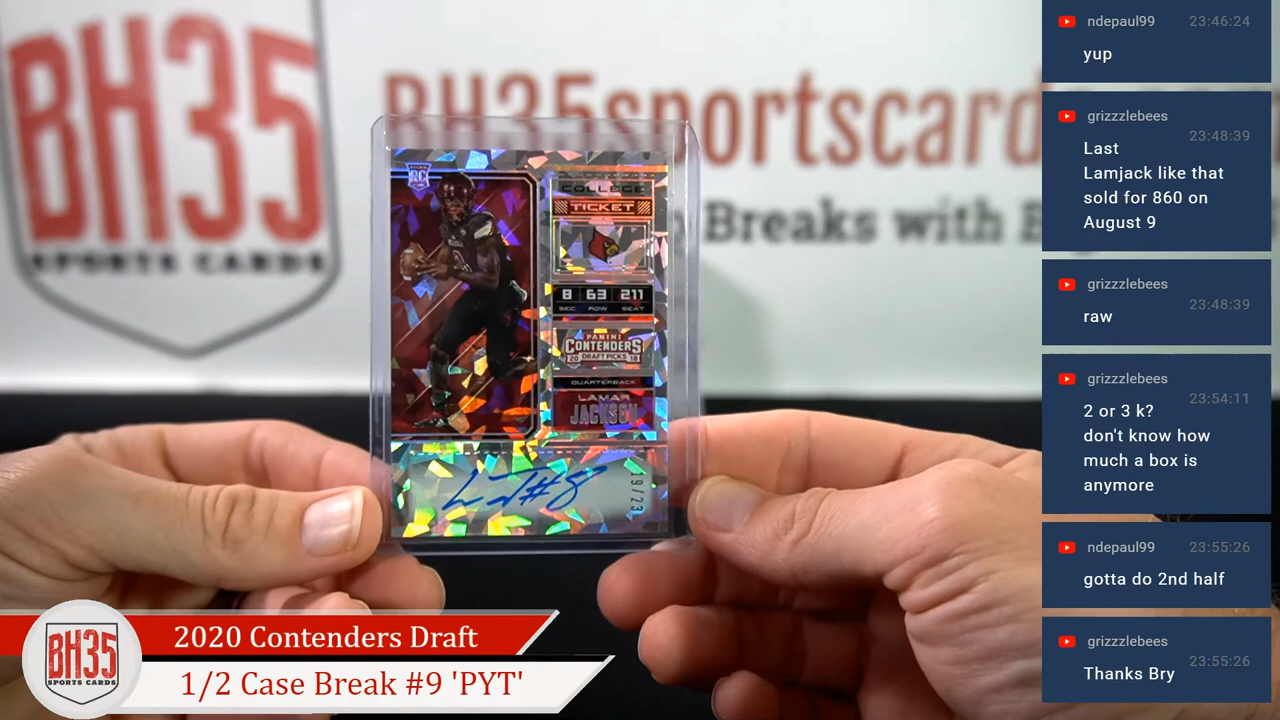 BH35
SPORTS CARDS
BH35sportscard
Breaks with
RC
COLLEGE
TICKET
8 63 211
SEC ROW SEAT
PANINI
CONTENDERS
20 DRAFT PICKS 18
QUARTERBACK
LAMAR
JACKSON
19/23
BH35
SPORTS CARDS
2020 Contenders Draft
1/2 Case Break #9 'PYT'
ndepaul99 23:46:24
yup
grizzzlebees
23:48:39
Last
Lamjack like that
sold for 860 on
August 9
grizzzlebees
23:48:39
raw
grizzzlebees
23:54:11
2 or 3 k?
don't know how
much a box is
anymore
ndepaul99 23:55:26
gotta do 2nd half
grizzzlebees
23:55:26
Thanks Bry